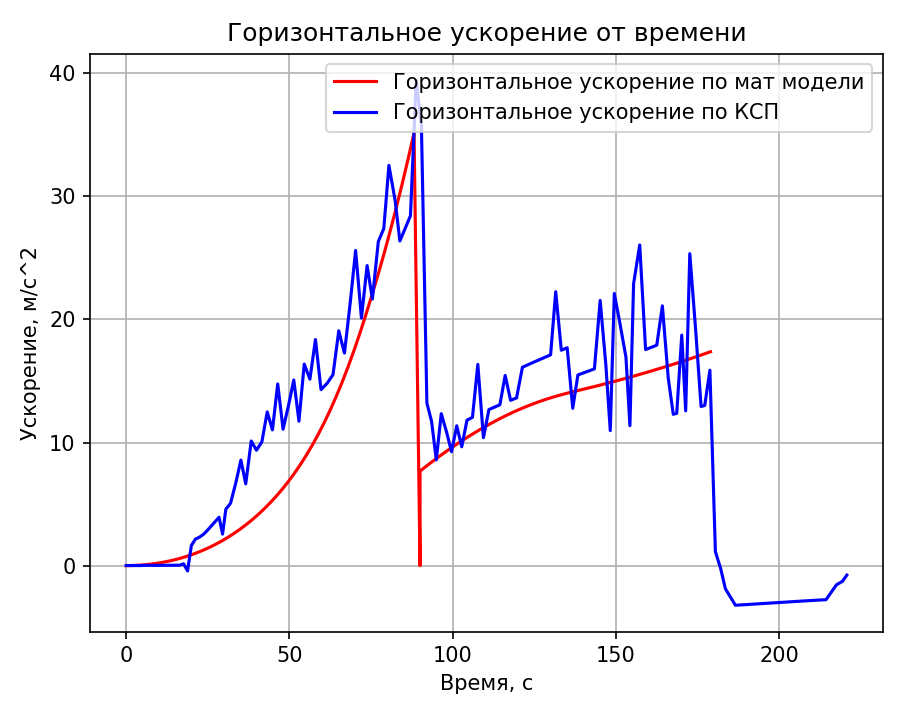 Горизонтальное ускорение от времени
Горизонтальное ускорение по мат модели
Горизонтальное ускорение по КСП
Ускорение, м/с^2
40
30
20
10
0
0 50 100 150 200
Время, с